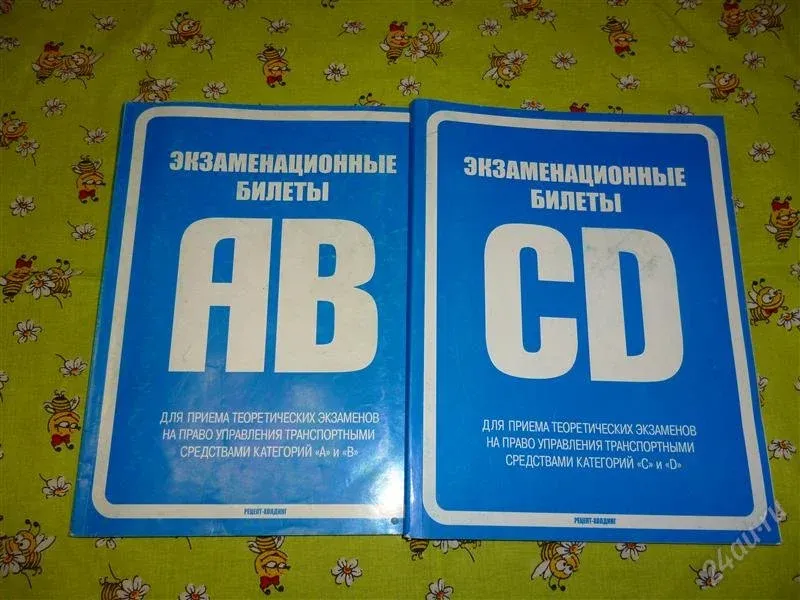 ЭКЗАМЕНАЦИОННЫЕ
БИЛЕТЫ
AB
ДЛЯ ПРИЕМА ТЕОРЕТИЧЕСКИХ ЭКЗАМЕНОВ
НА ПРАВО УПРАВЛЕНИЯ ТРАНСПОРТНЫМИ
СРЕДСТВАМИ КАТЕГОРИЙ «А» и «В»
РЕЦЕПТ-ХОЛДИНГ
ЭКЗАМЕНАЦИОННЫЕ
БИЛЕТЫ
CD
ДЛЯ ПРИЕМА ТЕОРЕТИЧЕСКИХ ЭКЗАМЕНОВ
НА ПРАВО УПРАВЛЕНИЯ ТРАНСПОРТНЫМИ
СРЕДСТВАМИ КАТЕГОРИЙ «С» и «D»
РЕЦЕПТ-ХОЛДИНГ
24au.ru